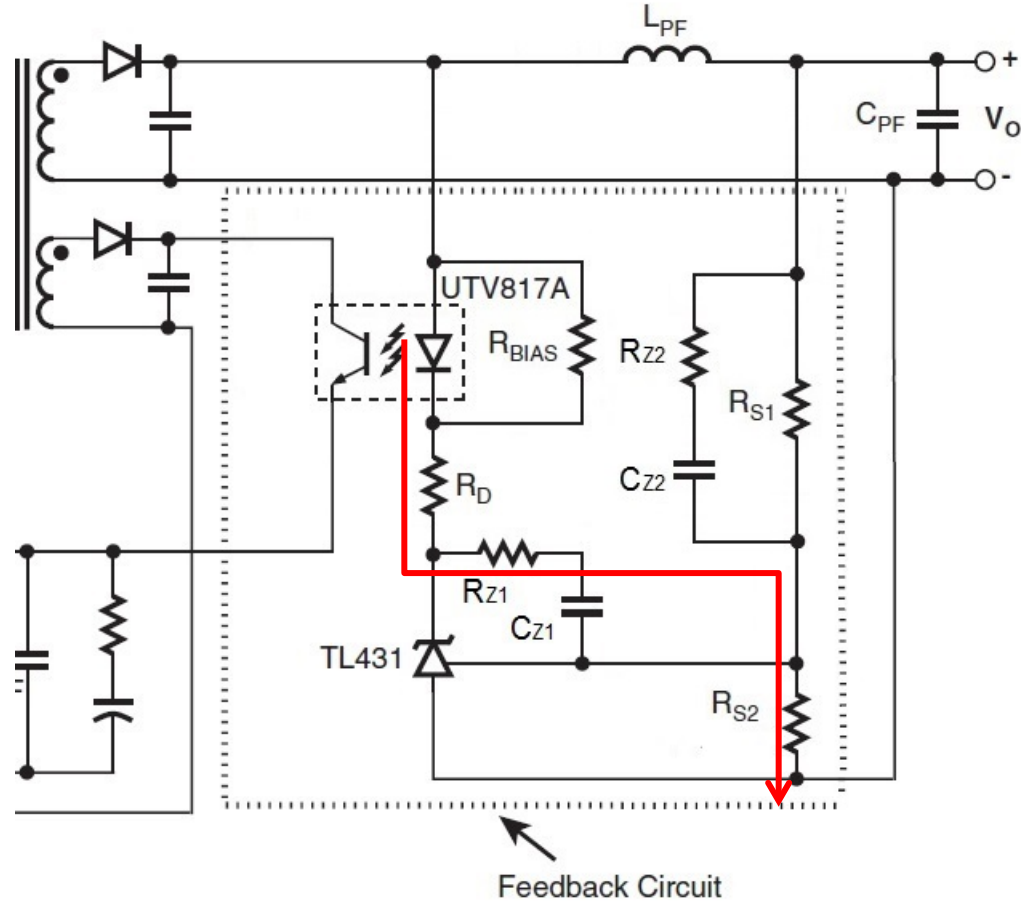 LPF
+
CPF
VO
-
UTV817A
RBIAS
RZ2
RS1
CZ2
RD
RZ1
CZ1
TL431
RS2
Feedback Circuit